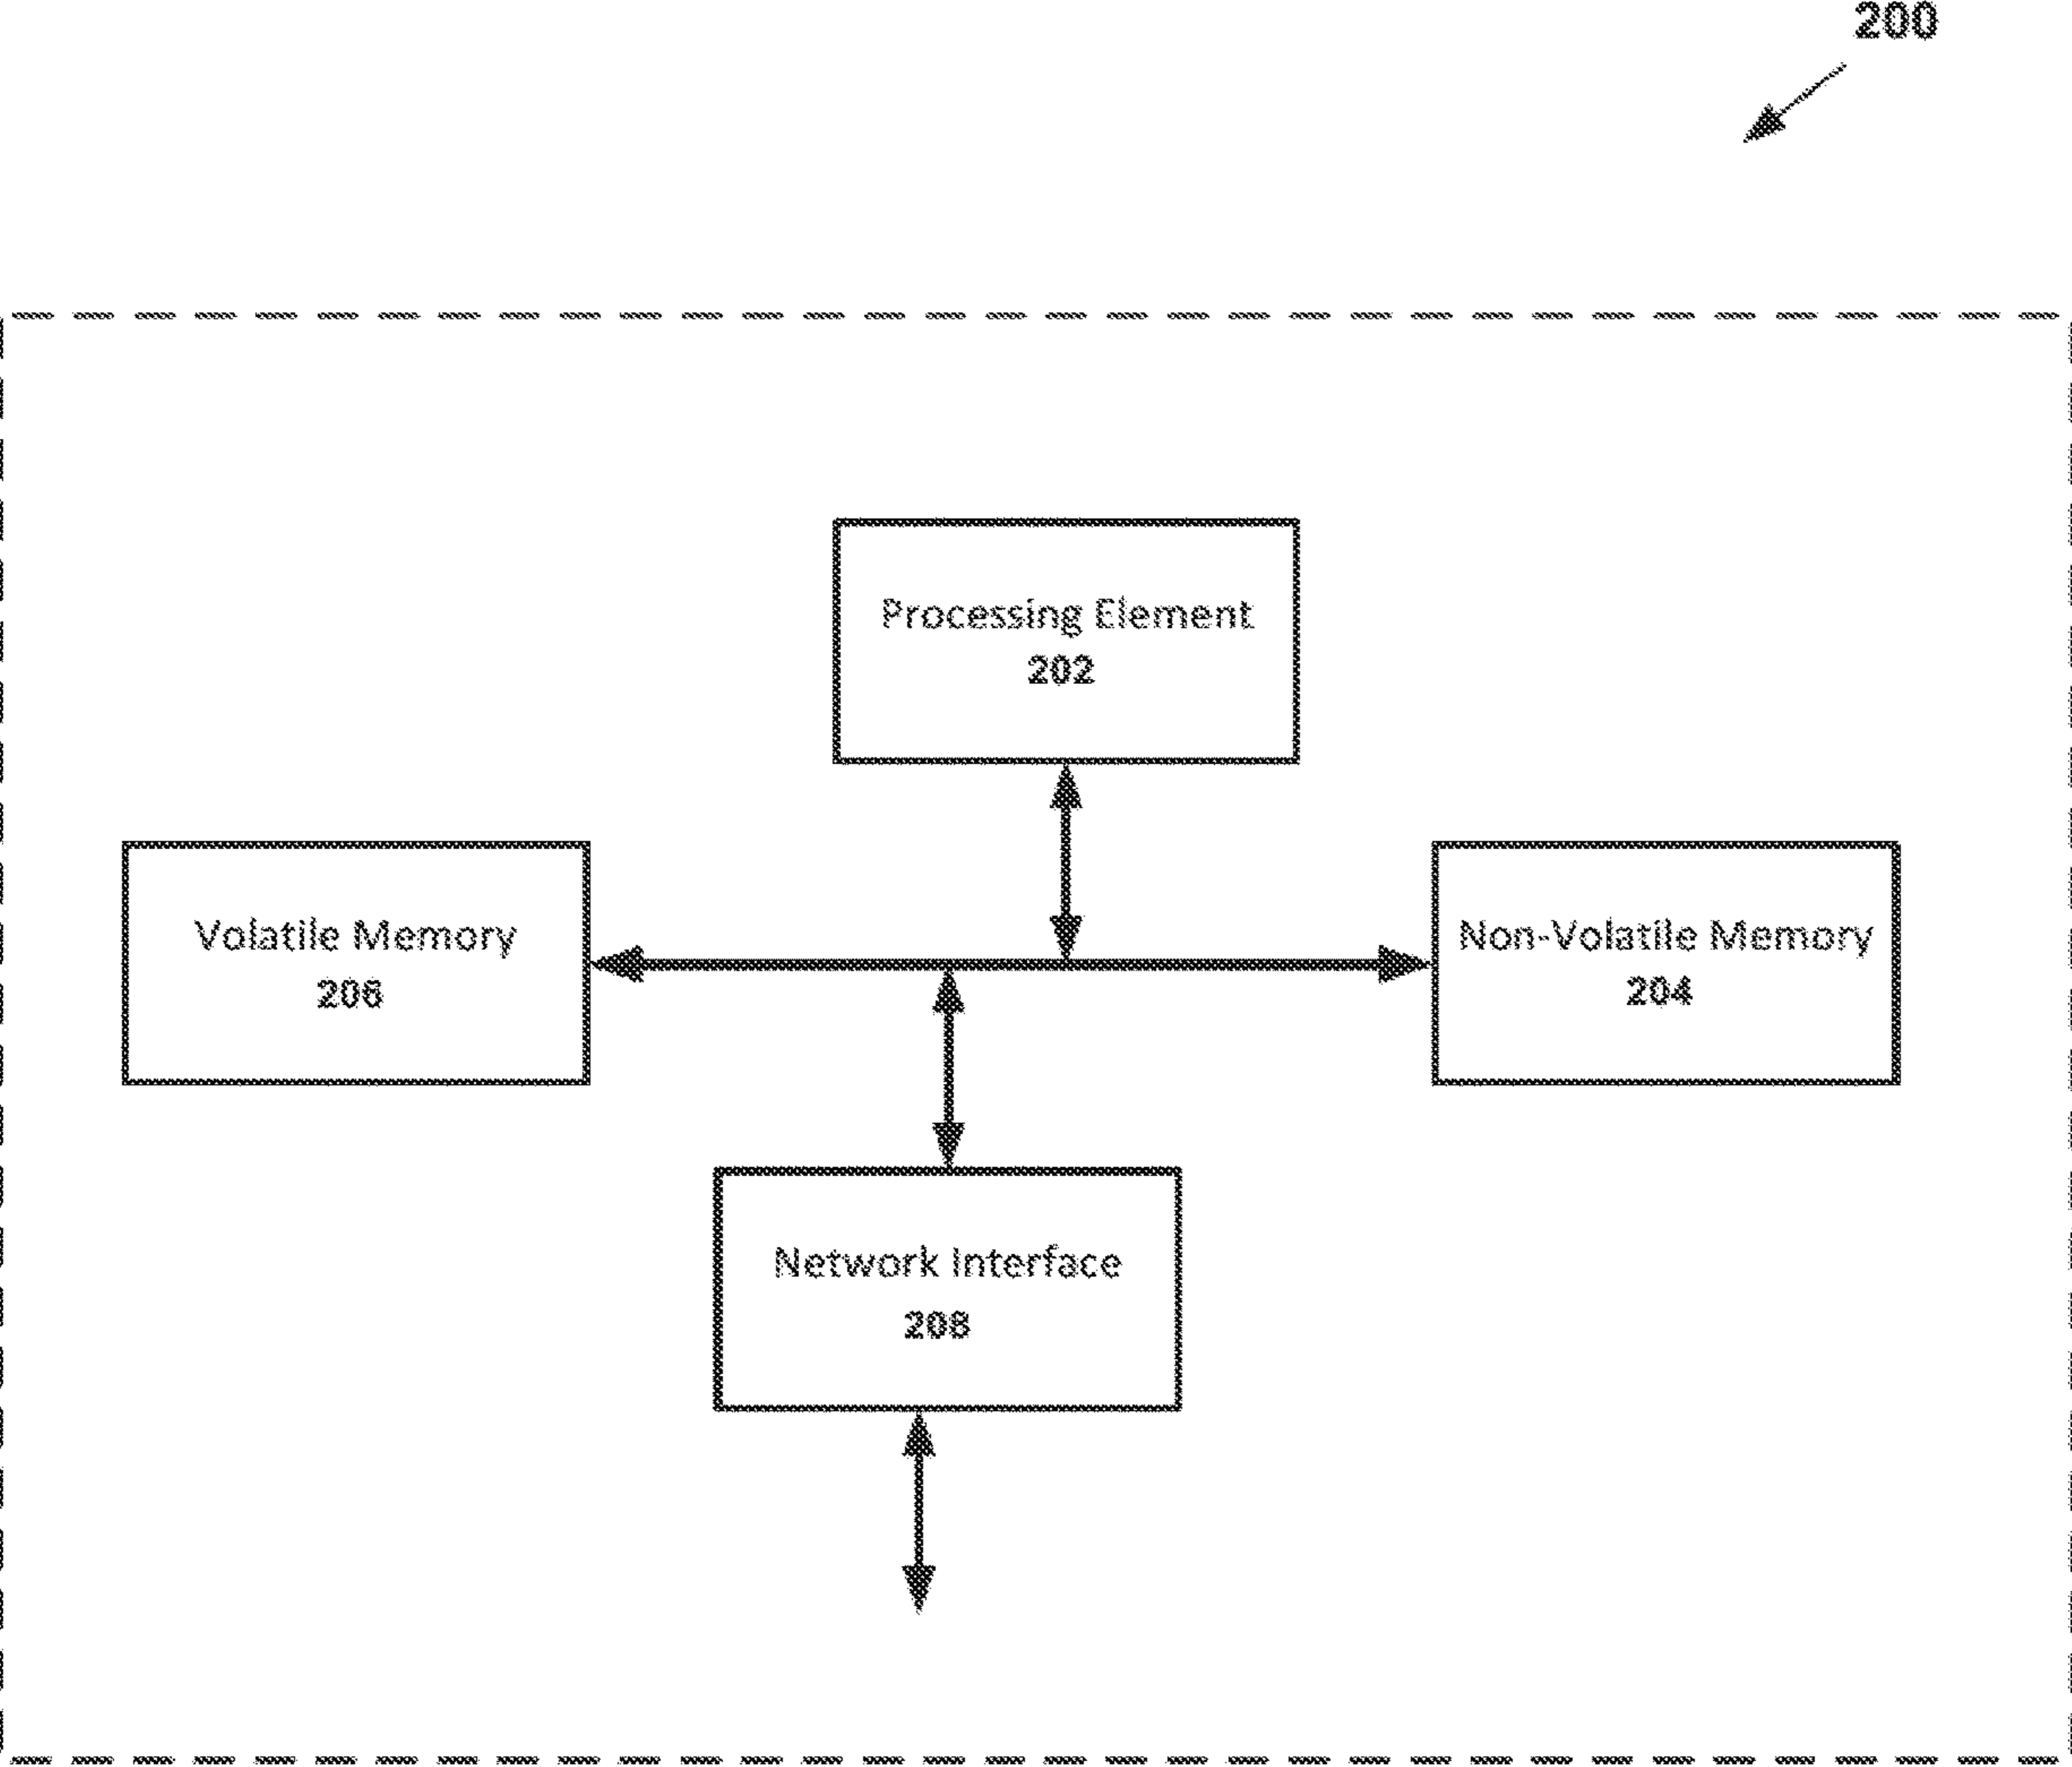 200
Processing Element
202
Volatile Memory
206
Non-Volatile Memory
204
Network Interface
208